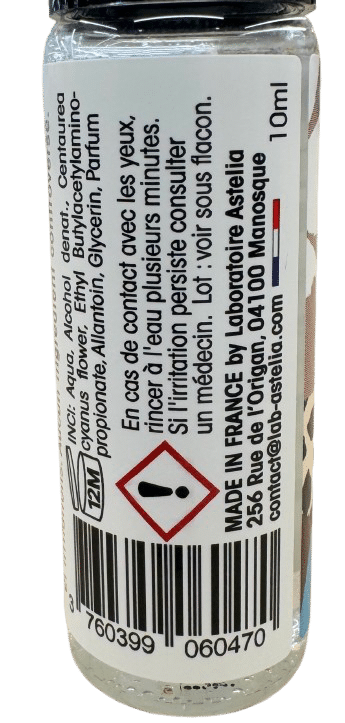 INCI: Aqua, Alcohol denat., Centaurea
cyanus flower, Ethyl Butylacetylamino-
propionate, Allantoin, Glycerin, Parfum
12M
En cas de contact avec les yeux,
rincer à l'eau plusieurs minutes.
Si l'irritation persiste consulter
un médecin. Lot : voir sous flacon.
MADE IN FRANCE by Laboratoire Astelia
256 Rue de l'Origan, 04100 Manosque
contact@lab-astelia.com
10ml
3 760399 060470